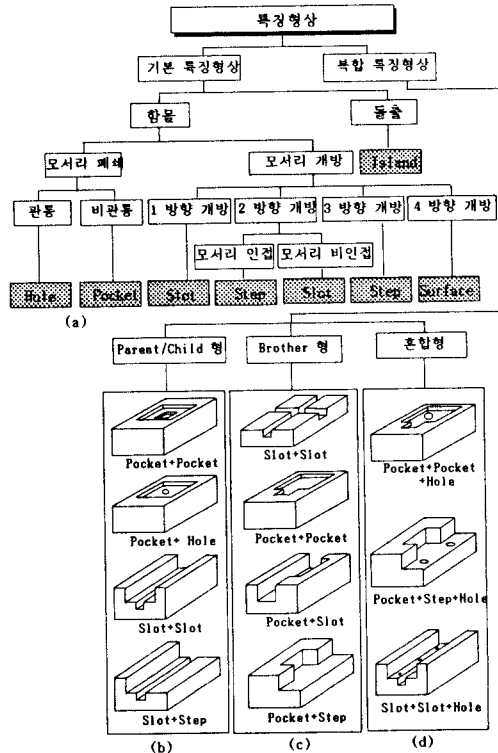 특징형상
기본 특징형상
복합 특징형상
함몰
돌출
모서리 폐쇄
모서리 개방
Island
관통
비관통
1 방향 개방
2 방향 개방
3 방향 개방
4 방향 개방
모서리 인접
모서리 비인접
Hole
Pocket
Slot
Step
Slot
Step
Surface
(a)
Parent/Child 형
Brother 형
혼합형
Pocket+Pocket
Pocket+ Hole
Slot+Slot
Slot+Step
(b)
Slot+Slot
Pocket+Pocket
Pocket+Slot
Pocket+Step
(c)
Pocket+Pocket
+Hole
Pocket+Step+Hole
Slot+Slot+Hole
(d)